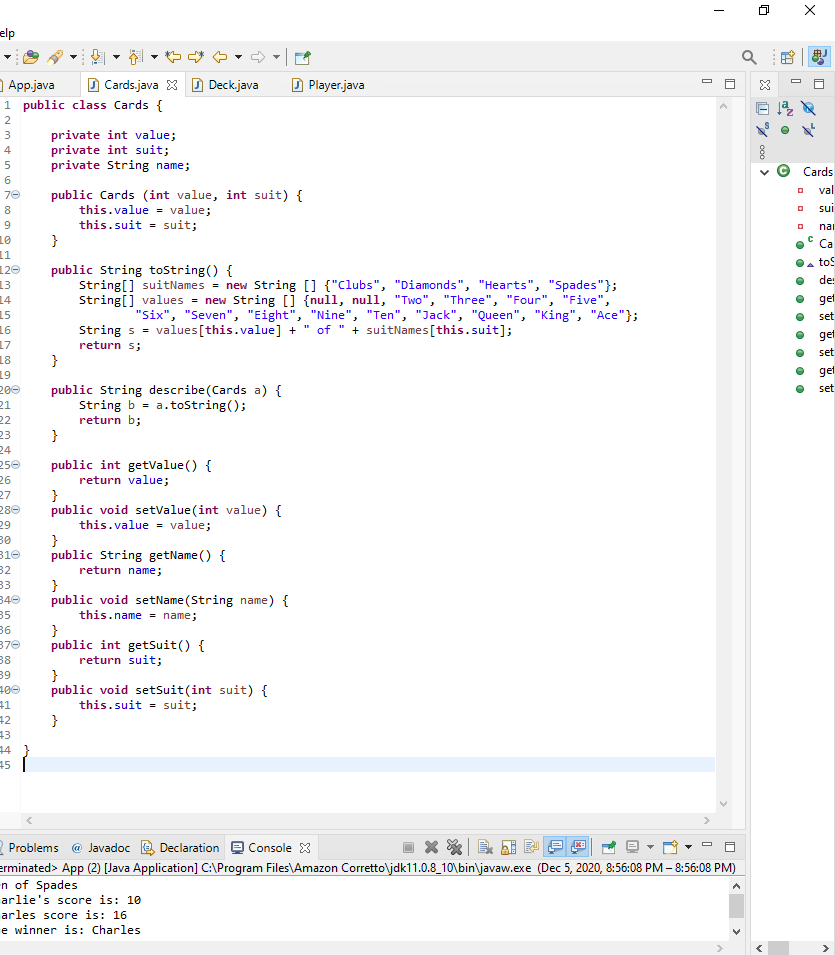 elp
App.java Cards.java Deck.java Player.java
1 public class Cards {
2
3 private int value;
4 private int suit;
5 private String name;
6
7 public Cards (int value, int suit) {
8 this.value = value;
9 this.suit = suit;
10 }
11
12 public String toString() {
13 String[] suitNames = new String [] {"Clubs", "Diamonds", "Hearts", "Spades"};
14 String[] values = new String [] {null, null, "Two", "Three", "Four", "Five",
15 "Six", "Seven", "Eight", "Nine", "Ten", "Jack", "Queen", "King", "Ace"};
16 String s = values[this.value] + " of " + suitNames[this.suit];
17 return s;
18 }
19
20 public String describe(Cards a) {
21 String b = a.toString();
22 return b;
23 }
24
25 public int getValue() {
26 return value;
27 }
28 public void setValue(int value) {
29 this.value = value;
30 }
31 public String getName() {
32 return name;
33 }
34 public void setName(String name) {
35 this.name = name;
36 }
37 public int getSuit() {
38 return suit;
39 }
40 public void setSuit(int suit) {
41 this.suit = suit;
42 }
43
44 }
45
Cards
val
sui
nar
Ca
toS
des
get
set
get
set
get
set
Problems @ Javadoc Declaration Console
erminated> App (2) [Java Application] C:\Program Files\Amazon Corretto\jdk11.0.8_10\bin\javaw.exe (Dec 5, 2020, 8:56:08 PM – 8:56:08 PM)
n of Spades
arlie's score is: 10
arles score is: 16
e winner is: Charles